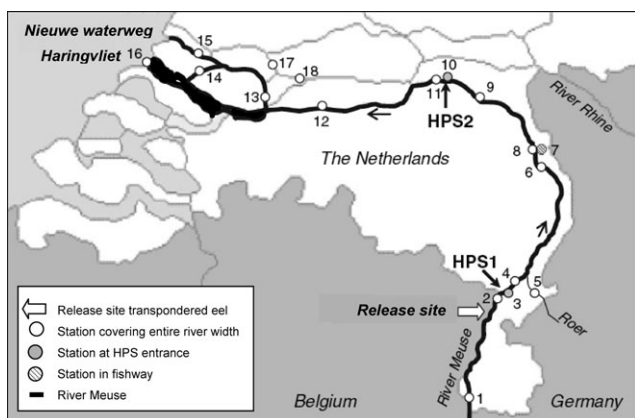 Nieuwe waterweg
Haringvliet
16
15
14
17
18
13
12
10
11
HPS2
9
River Rhine
The Netherlands
8
7
6
HPS1
4
5
2
3
Release site
Roer
River Meuse
1
Belgium
Germany
Release site transpondered eel
Station covering entire river width
Station at HPS entrance
Station in fishway
River Meuse